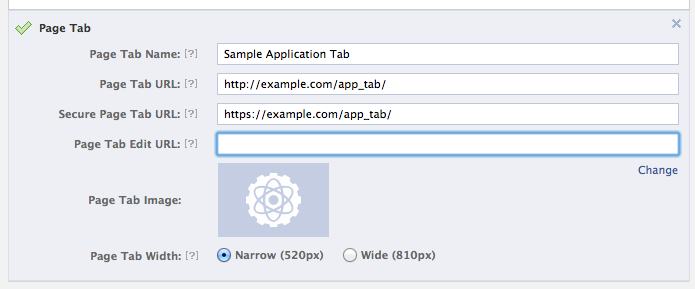 Page Tab
Page Tab Name: [?] Sample Application Tab
Page Tab URL: [?] http://example.com/app_tab/
Secure Page Tab URL: [?] https://example.com/app_tab/
Page Tab Edit URL: [?]
Change
Page Tab Image:
Page Tab Width: [?] Narrow (520px) Wide (810px)